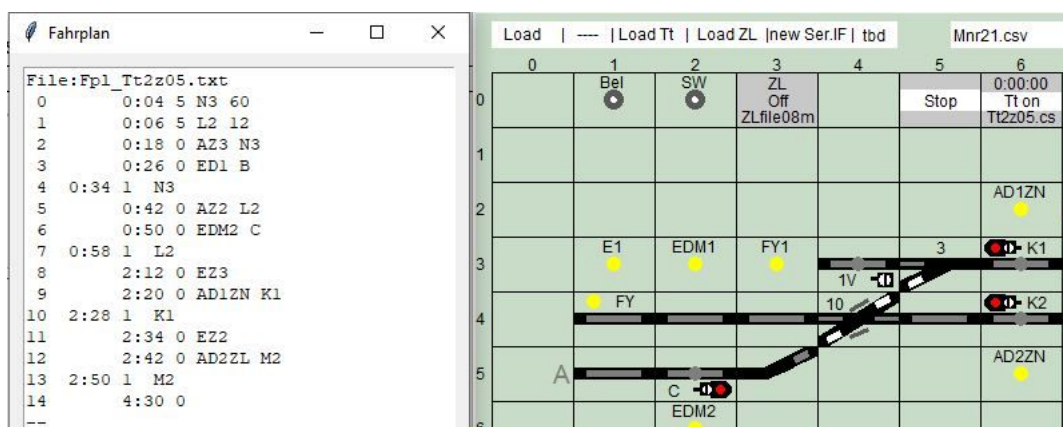 Fahrplan
File:Fpl_Tt2z05.txt
0 0:04 5 N3 60
1 0:06 5 L2 12
2 0:18 0 AZ3 N3
3 0:26 0 ED1 B
4 0:34 1 N3
5 0:42 0 AZ2 L2
6 0:50 0 EDM2 C
7 0:58 1 L2
8 2:12 0 EZ3
9 2:20 0 AD1ZN K1
10 2:28 1 K1
11 2:34 0 EZ2
12 2:42 0 AD2ZL M2
13 2:50 1 M2
14 4:30 0
--
Load | ---- | Load Tt | Load ZL |new Ser.IF | tbd Mnr21.csv
0 1 2 3 4 5 6
Bel SW ZL 0:00:00
0 Off Stop Tt on
ZLfile08m Tt2z05.cs
1
AD1ZN
2
E1 EDM1 FY1 3 K1
3
1V
FY 10 K2
4
AD2ZN
5 A
C
EDM2